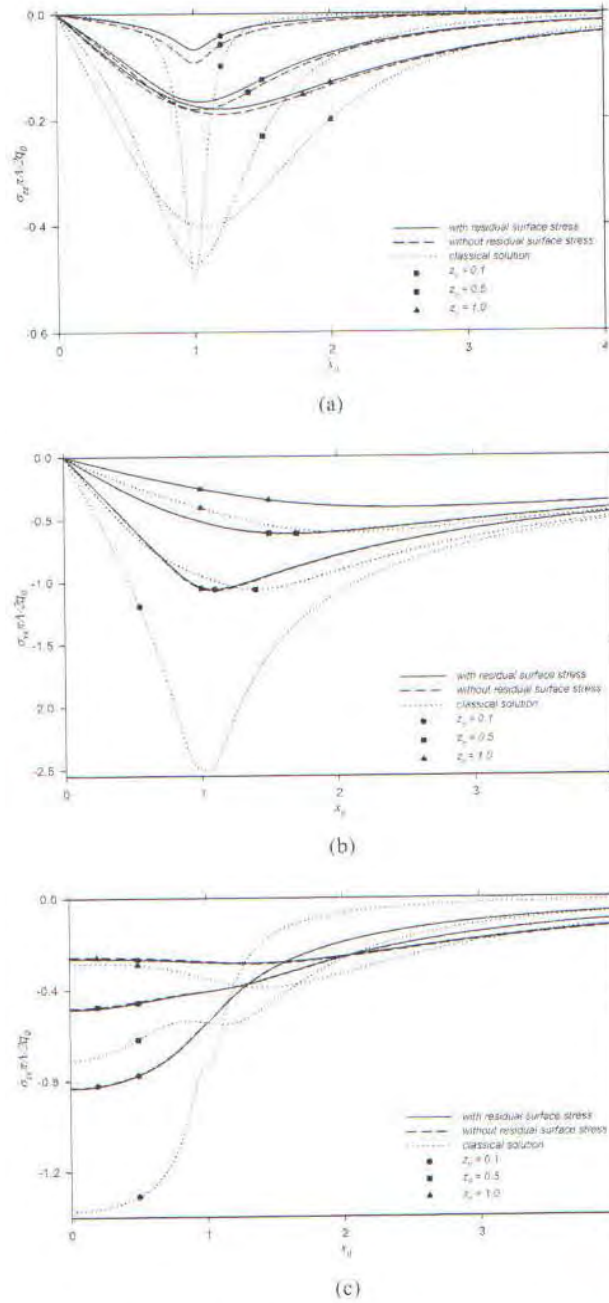 0.0
-0.2
-0.4
-0.6
0
1
2
3
4
with residual surface stress
without residual surface stress
classical solution
z₀ = 0.1
z₀ = 0.5
z₀ = 1.0
x₀
(a)
0.0
-0.5
-1.0
-1.5
-2.0
-2.5
0
1
2
3
with residual surface stress
without residual surface stress
classical solution
z₀ = 0.1
z₀ = 0.5
z₀ = 1.0
x₀
(b)
0.0
-0.4
-0.8
-1.2
0
1
2
3
with residual surface stress
without residual surface stress
classical solution
z₀ = 0.1
z₀ = 0.5
z₀ = 1.0
x₀
(c)